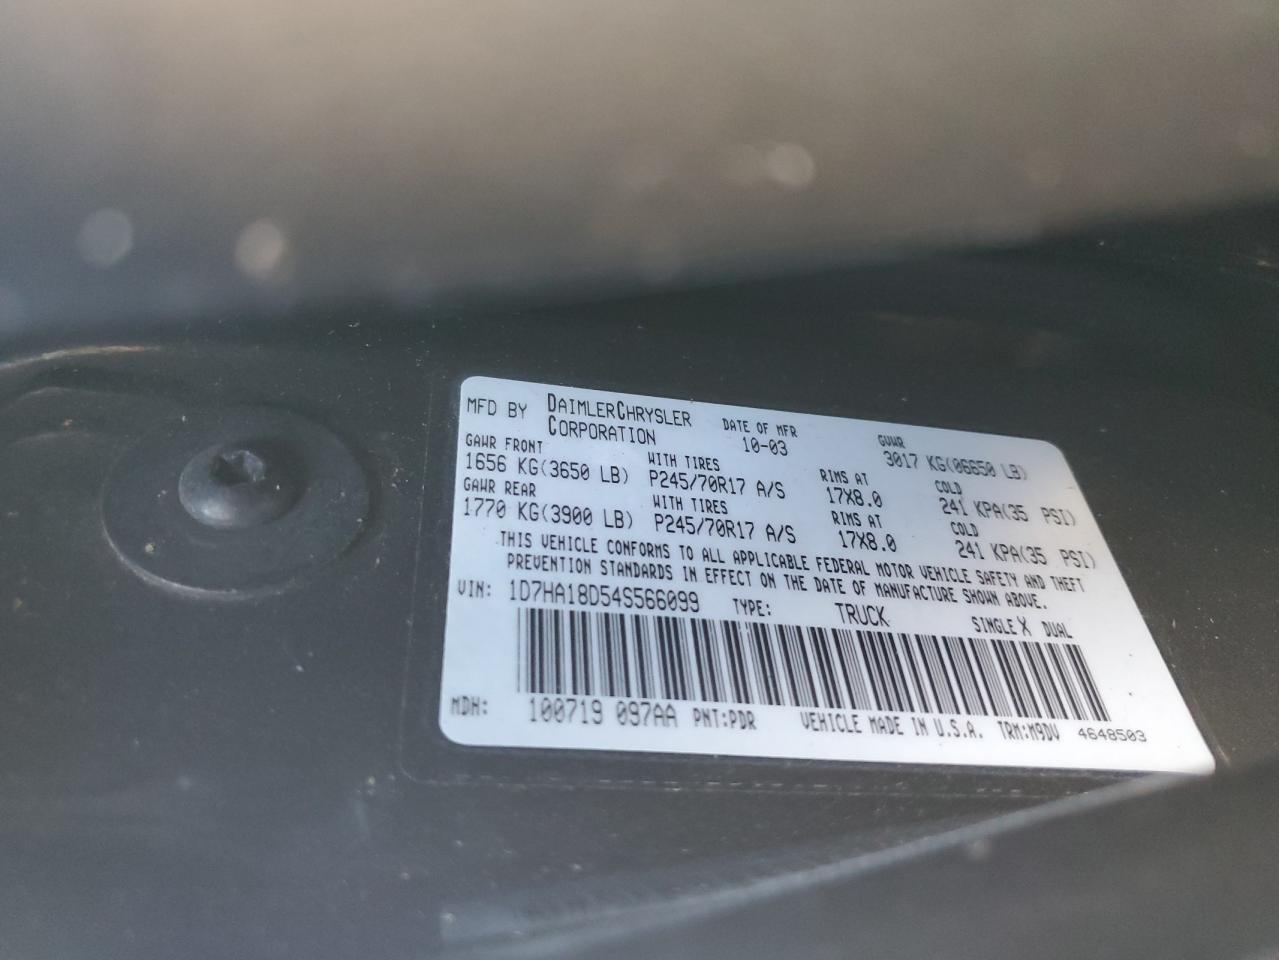 MFD BY DAIMLERCHRYSLER CORPORATION DATE OF MFR 10-03 GVWR 3017 KG(06650 LB)
GAWR FRONT WITH TIRES RIMS AT COLD
1656 KG(3650 LB) P245/70R17 A/S 17X8.0 241 KPA(35 PSI)
GAWR REAR WITH TIRES RIMS AT COLD
1770 KG(3900 LB) P245/70R17 A/S 17X8.0 241 KPA(35 PSI)
THIS VEHICLE CONFORMS TO ALL APPLICABLE FEDERAL MOTOR VEHICLE SAFETY AND THEFT
PREVENTION STANDARDS IN EFFECT ON THE DATE OF MANUFACTURE SHOWN ABOVE.
VIN: 1D7HA18D54S566099 TYPE: TRUCK SINGLE X DUAL
MDH: 100719 097AA PNT:PDR VEHICLE MADE IN U.S.A. TRM:M9DV 4648503